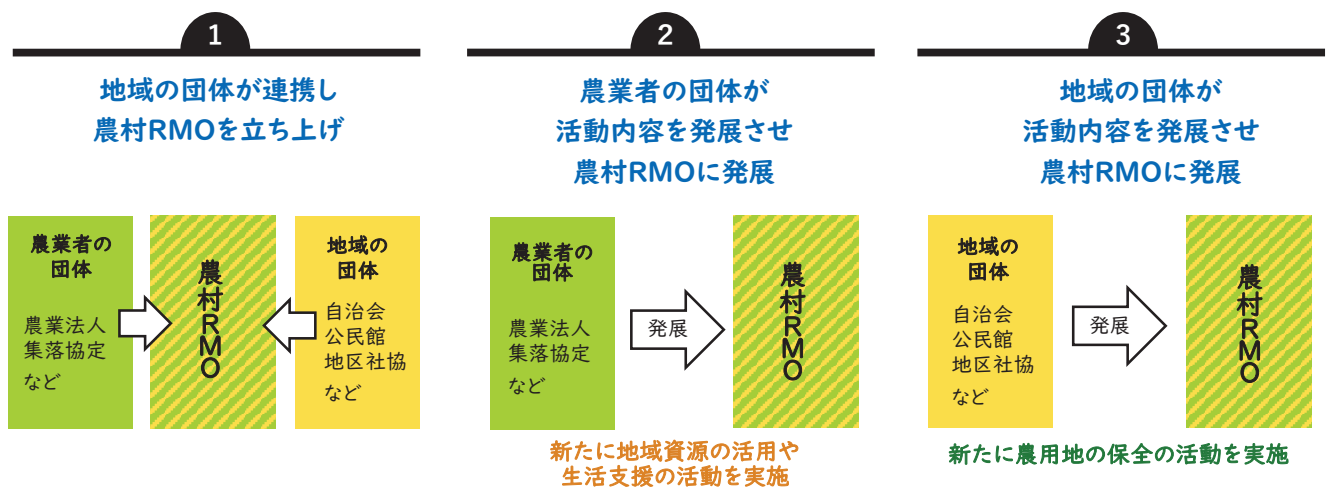 1
地域の団体が連携し
農村RMOを立ち上げ
農業者の
団体
農業法人
集落協定
など
農村RMO
地域の
団体
自治会
公民館
地区社協
など
2
農業者の団体が
活動内容を発展させ
農村RMOに発展
農業者の
団体
農業法人
集落協定
など
発展
農村RMO
新たに地域資源の活用や
生活支援の活動を実施
3
地域の団体が
活動内容を発展させ
農村RMOに発展
地域の
団体
自治会
公民館
地区社協
など
発展
農村RMO
新たに農用地の保全の活動を実施